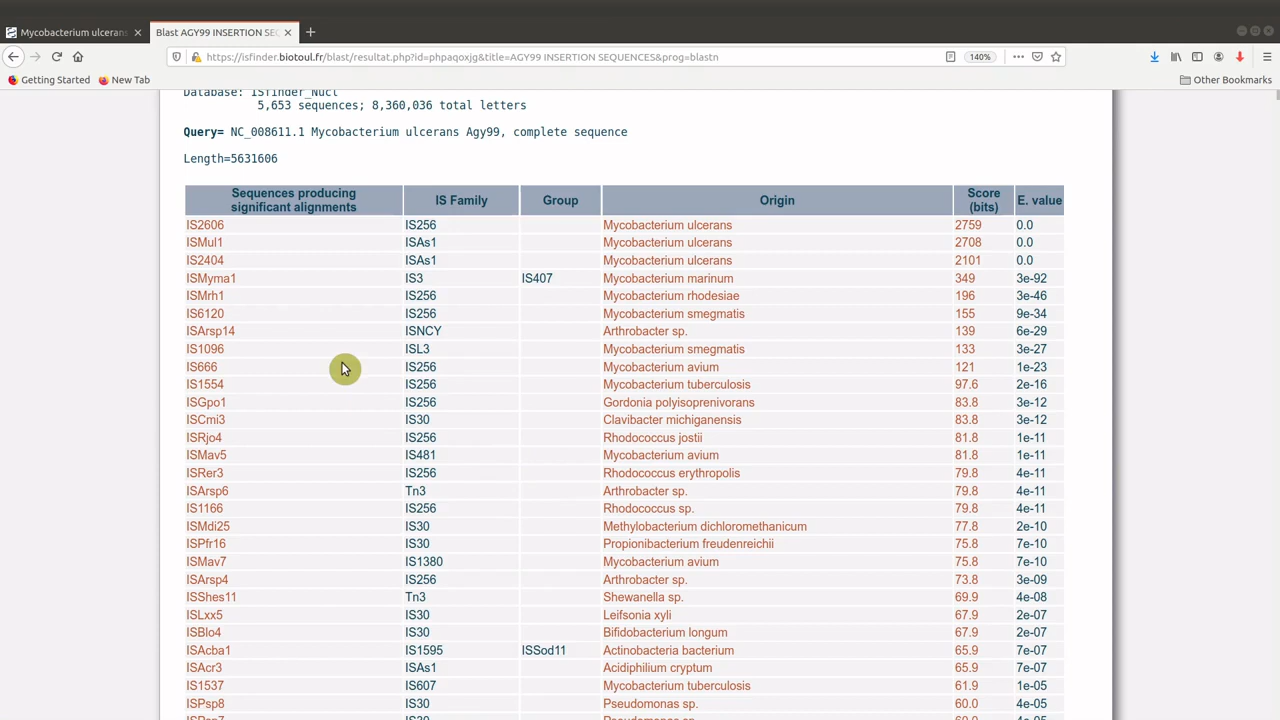 Mycobacterium ulcerans
Blast AGY99 INSERTION SEQ
https://isfinder.biotoul.fr/blast/resultat.php?id=phpaqoxjg&title=AGY99 INSERTION SEQUENCES&prog=blastn
140%
Getting Started
New Tab
Other Bookmarks
Database: ISfinder_Nucl
5,653 sequences; 8,360,036 total letters
Query= NC_008611.1 Mycobacterium ulcerans Agy99, complete sequence
Length=5631606
Sequences producing significant alignments IS Family Group Origin Score (bits) E. value
IS2606 IS256 Mycobacterium ulcerans 2759 0.0
ISMul1 ISAs1 Mycobacterium ulcerans 2708 0.0
IS2404 ISAs1 Mycobacterium ulcerans 2101 0.0
ISMyma1 IS3 IS407 Mycobacterium marinum 349 3e-92
ISMrh1 IS256 Mycobacterium rhodesiae 196 3e-46
IS6120 IS256 Mycobacterium smegmatis 155 9e-34
ISArsp14 ISNCY Arthrobacter sp. 139 6e-29
IS1096 ISL3 Mycobacterium smegmatis 133 3e-27
IS666 IS256 Mycobacterium avium 121 1e-23
IS1554 IS256 Mycobacterium tuberculosis 97.6 2e-16
ISGpo1 IS256 Gordonia polyisoprenivorans 83.8 3e-12
ISCmi3 IS30 Clavibacter michiganensis 83.8 3e-12
ISRjo4 IS256 Rhodococcus jostii 81.8 1e-11
ISMav5 IS481 Mycobacterium avium 81.8 1e-11
ISRer3 IS256 Rhodococcus erythropolis 79.8 4e-11
ISArsp6 Tn3 Arthrobacter sp. 79.8 4e-11
IS1166 IS256 Rhodococcus sp. 79.8 4e-11
ISMdi25 IS30 Methylobacterium dichloromethanicum 77.8 2e-10
ISPfr16 IS30 Propionibacterium freudenreichii 75.8 7e-10
ISMav7 IS1380 Mycobacterium avium 75.8 7e-10
ISArsp4 IS256 Arthrobacter sp. 73.8 3e-09
ISShes11 Tn3 Shewanella sp. 69.9 4e-08
ISLxx5 IS30 Leifsonia xyli 67.9 2e-07
ISBlo4 IS30 Bifidobacterium longum 67.9 2e-07
ISAcba1 IS1595 ISSod11 Actinobacteria bacterium 65.9 7e-07
ISAcr3 ISAs1 Acidiphilium cryptum 65.9 7e-07
IS1537 IS607 Mycobacterium tuberculosis 61.9 1e-05
ISPsp8 IS30 Pseudomonas sp. 60.0 4e-05